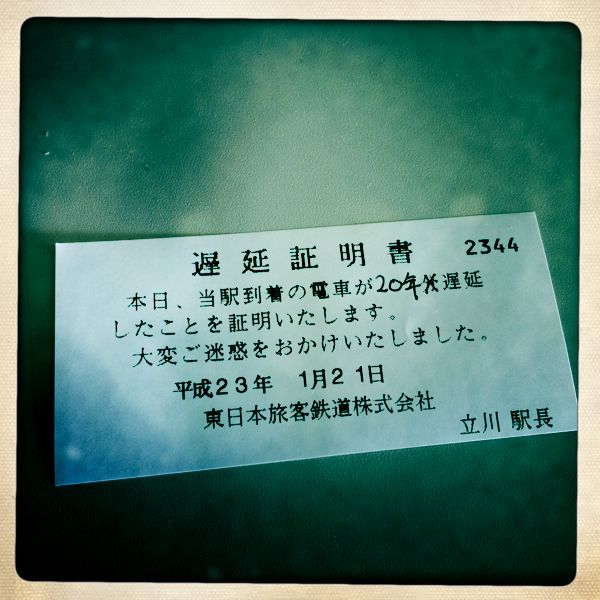 遅延証明書 2344
本日、当駅到着の電車が20年遅延
したことを証明いたします。
大変ご迷惑をおかけいたしました。
平成23年 1月21日
東日本旅客鉄道株式会社
立川 駅長